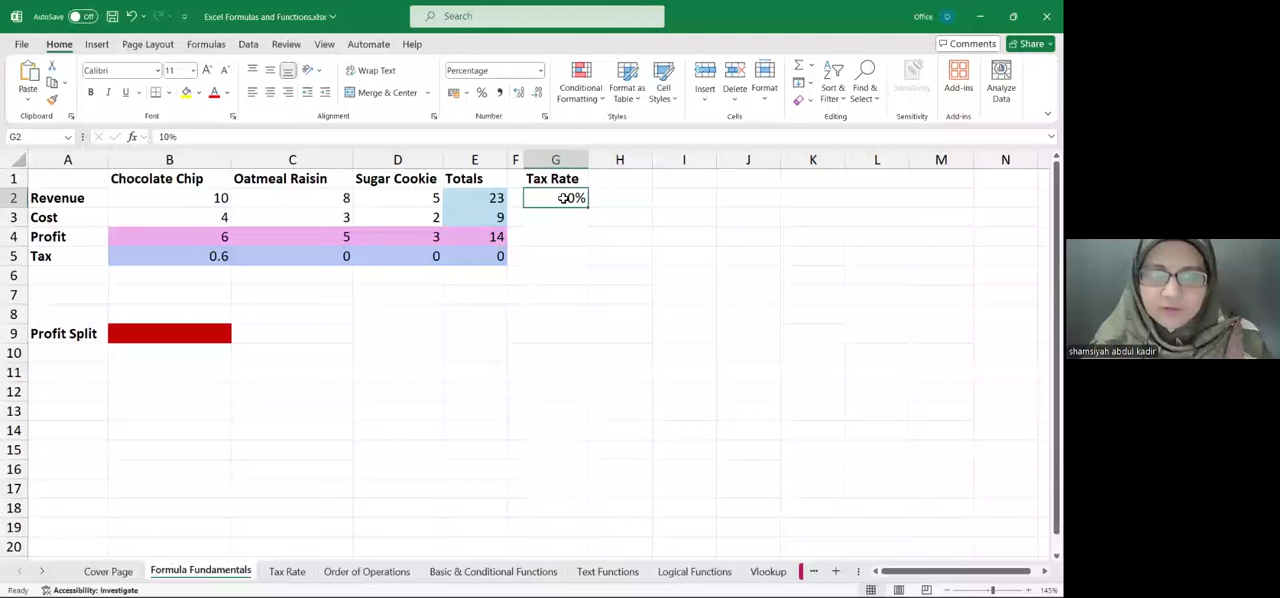 AutoSave Off Excel Formulas and Functions.xlsx Search Office O
File Home Insert Page Layout Formulas Data Review View Automate Help Comments Share
Paste Calibri 11 Wrap Text Percentage Conditional Formatting Format as Table Cell Styles Insert Delete Format Sort & Filter Find & Select Sensitivity Add-ins Analyze Data
B I U Merge & Center
Clipboard Font Alignment Number Styles Cells Editing Sensitivity Add-ins
G2 fx 10%
A B C D E F G H I J K L M N
1 Chocolate Chip Oatmeal Raisin Sugar Cookie Totals Tax Rate
2 Revenue 10 8 5 23 10%
3 Cost 4 3 2 9
4 Profit 6 5 3 14
5 Tax 0.6 0 0 0
6
7
8
9 Profit Split
10
11
12
13
14
15
16
17
18
19
20
shamsiyah abdul kadir
Cover Page Formula Fundamentals Tax Rate Order of Operations Basic & Conditional Functions Text Functions Logical Functions Vlookup
Ready Accessibility: Investigate 145%